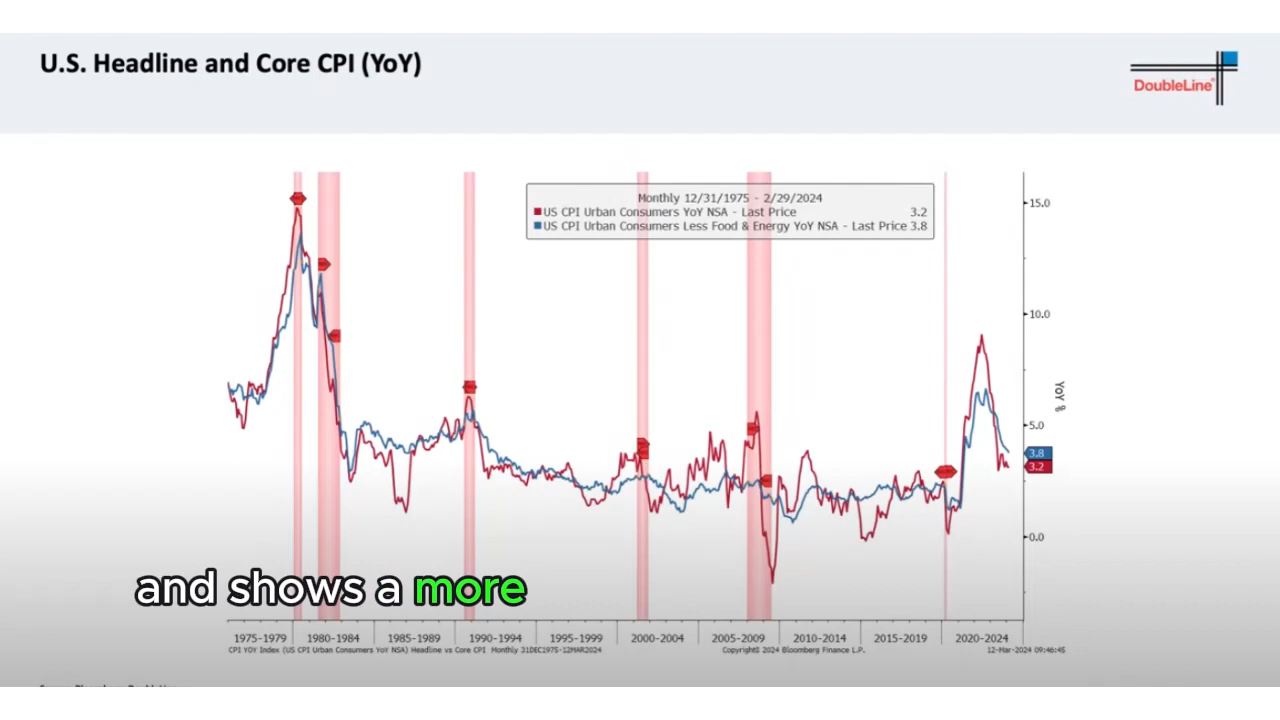 U.S. Headline and Core CPI (YoY)
DoubleLine®
Monthly 12/31/1975 - 2/29/2024
US CPI Urban Consumers YoY NSA - Last Price 3.2
US CPI Urban Consumers Less Food & Energy YoY NSA - Last Price 3.8
15.0
10.0
5.0
3.8
3.2
0.0
YoY %
and shows a more
1975-1979 1980-1984 1985-1989 1990-1994 1995-1999 2000-2004 2005-2009 2010-2014 2015-2019 2020-2024
CPI YOY Index (US CPI Urban Consumers YoY NSA) Headline vs Core CPI Monthly 31DEC1975-12MAR2024 Copyright© 2024 Bloomberg Finance L.P. 12-Mar-2024 09:46:45